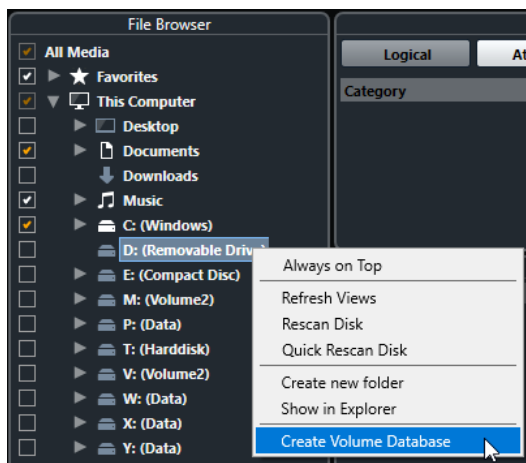 File Browser
All Media
Favorites
This Computer
Desktop
Documents
Downloads
Music
C: (Windows)
D: (Removable Driv
E: (Compact Disc)
M: (Volume2)
P: (Data)
T: (Harddisk)
V: (Volume2)
W: (Data)
X: (Data)
Y: (Data)
Logical
At
Category
Always on Top
Refresh Views
Rescan Disk
Quick Rescan Disk
Create new folder
Show in Explorer
Create Volume Database